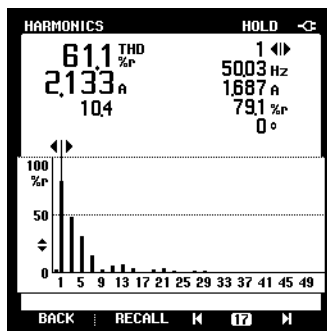 HARMONICS HOLD
61,1 THD %r
2,133 A
10,4
1
50,03 Hz
1,687 A
79,1 %r
0 °
100
%r
50
0
1 5 9 13 17 21 25 29 33 37 41 45 49
BACK RECALL 17